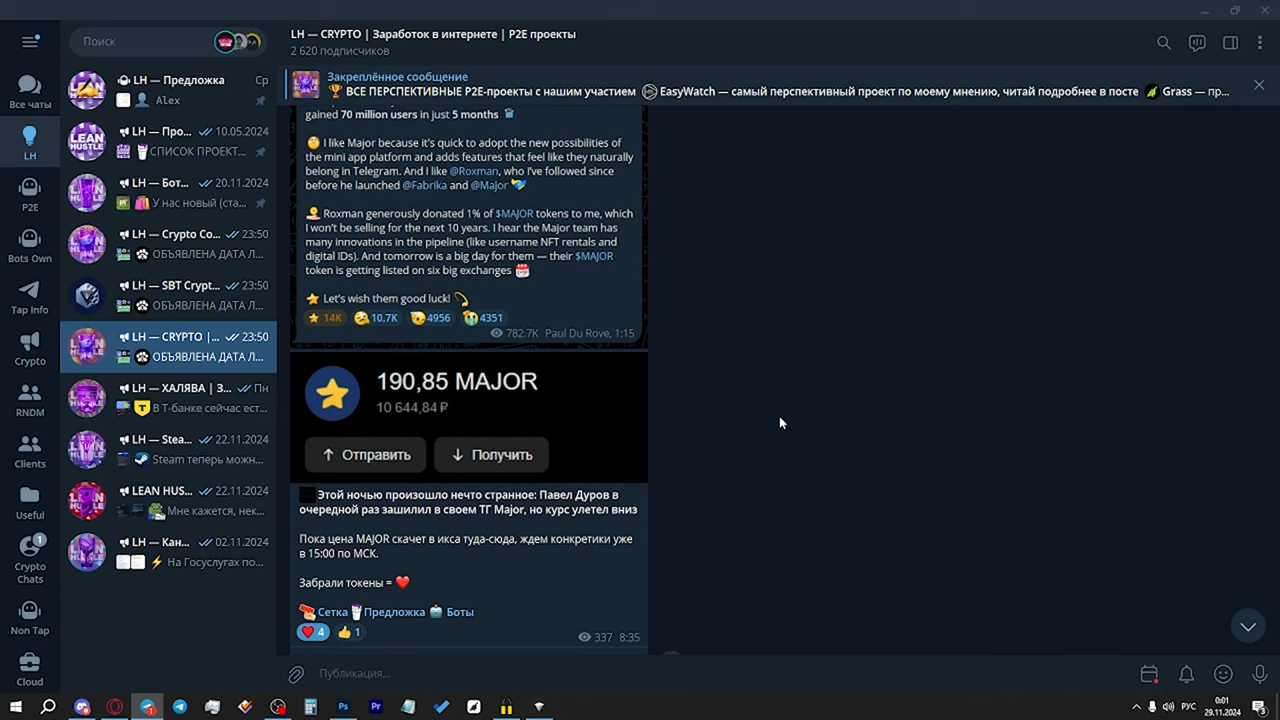 Поиск
LH — CRYPTO | Заработок в интернете | P2E проекты
2 620 подписчиков
Закреплённое сообщение
🏆 ВСЕ ПЕРСПЕКТИВНЫЕ P2E-проекты с нашим участием EasyWatch — самый перспективный проект по моему мнению, читай подробнее в посте Grass — пр...
Все чаты
LH
P2E
Bots Own
Tap Info
Crypto
RNDM
Clients
Useful
1
Crypto
Chats
Non Tap
Cloud
LH — Предложка Ср
Alex
LH — Про... 10.05.2024
СПИСОК ПРОЕКТ...
LH — Бот... 20.11.2024
У нас новый (ста...
LH — Crypto Co... 23:50
ОБЪЯВЛЕНА ДАТА Л...
LH — SBT Crypt... 23:50
ОБЪЯВЛЕНА ДАТА Л...
LH — CRYPTO |... 23:50
ОБЪЯВЛЕНА ДАТА Л...
LH — ХАЛЯВА | З... Пн
В Т-банке сейчас ест...
LH — Stea... 22.11.2024
Steam теперь можн...
LEAN HUS... 22.11.2024
Мне кажется, нек...
LH — Кан... 02.11.2024
⚡ На Госуслугах по...
gained 70 million users in just 5 months
I like Major because it's quick to adopt the new possibilities of
the mini app platform and adds features that feel like they naturally
belong in Telegram. And I like @Roxman, who I've followed since
before he launched @Fabrika and @Major
Roxman generously donated 1% of $MAJOR tokens to me, which
I won't be selling for the next 10 years. I hear the Major team has
many innovations in the pipeline (like username NFT rentals and
digital IDs). And tomorrow is a big day for them — their $MAJOR
token is getting listed on six big exchanges
Let's wish them good luck!
14K 10.7K 4956 4351
782.7K Paul Du Rove, 1:15
190,85 MAJOR
10 644,84 ₽
↑ Отправить ↓ Получить
Этой ночью произошло нечто странное: Павел Дуров в
очередной раз зашилил в своем ТГ Major, но курс улетел вниз
Пока цена MAJOR скачет в икса туда-сюда, ждем конкретики уже
в 15:00 по МСК.
Забрали токены = ❤️
Сетка Предложка Боты
❤️ 4 👍 1
337 8:35
Публикация...
Ps Pr
РУС
0:01
29.11.2024
3